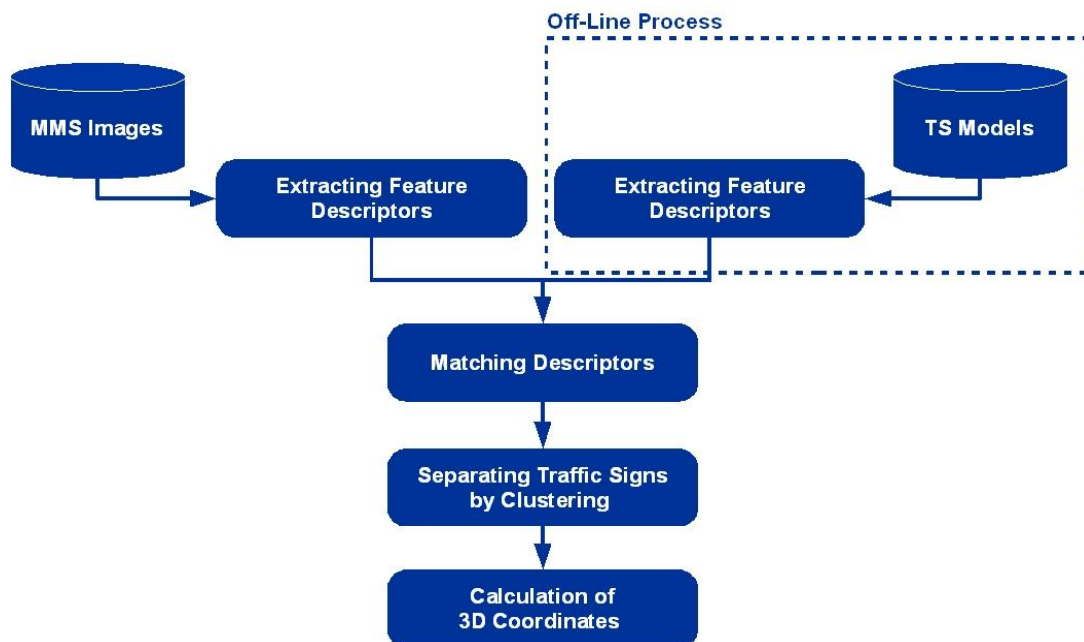 Off-Line Process
MMS Images
TS Models
Extracting Feature
Descriptors
Extracting Feature
Descriptors
Matching Descriptors
Separating Traffic Signs
by Clustering
Calculation of
3D Coordinates